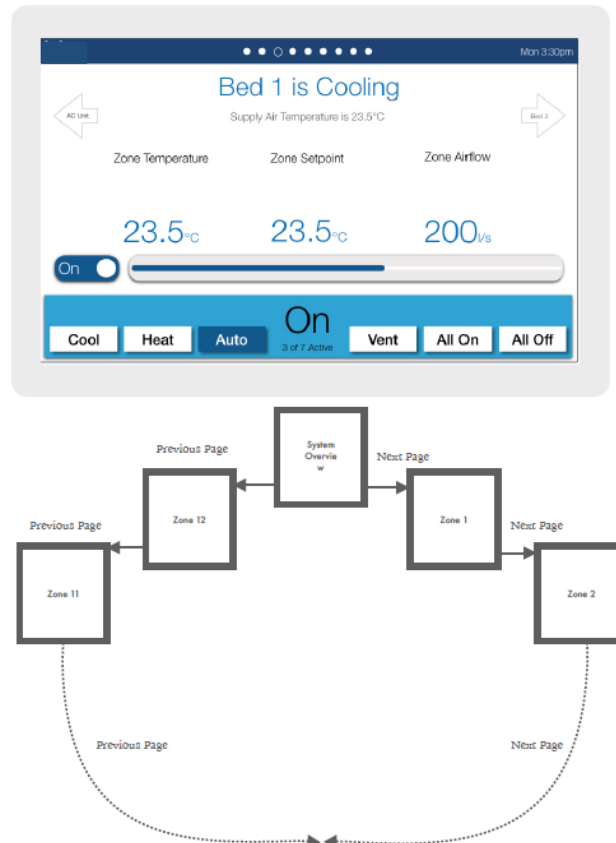 Mon 3:30pm
Bed 1 is Cooling
AC Unit
Supply Air Temperature is 23.5°C
Bed 2
Zone Temperature Zone Setpoint Zone Airflow
23.5°C 23.5°C 200l/s
On
On
Cool Heat Auto 3 of 7 Active Vent All On All Off
System
Overvie
w
Previous Page Next Page
Zone 12 Zone 1
Previous Page Next Page
Zone 11 Zone 2
Previous Page Next Page